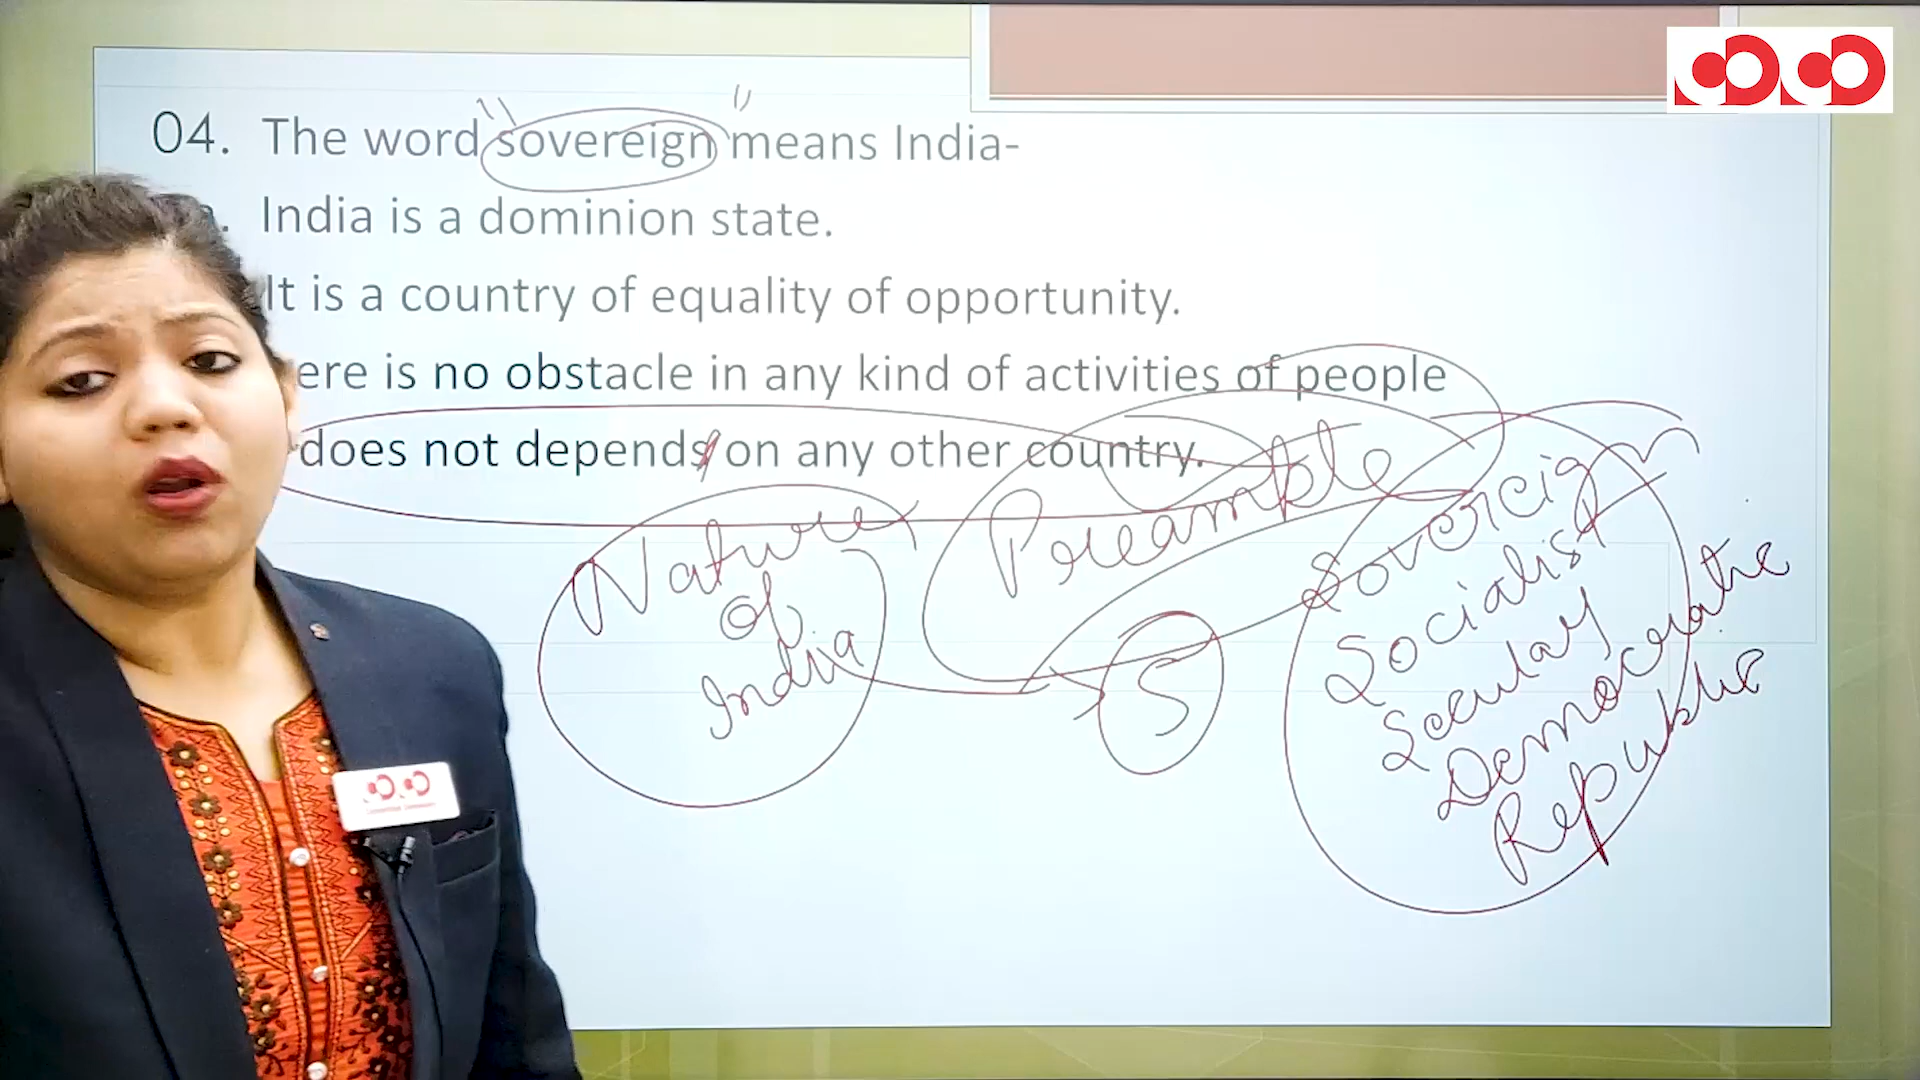 04. The word "sovereign" means India-
India is a dominion state.
It is a country of equality of opportunity.
ere is no obstacle in any kind of activities of people
does not depends on any other country.
Nature
of
India
Preamble
S
Sovereign
Socialist
Secular
Democratic
Republic